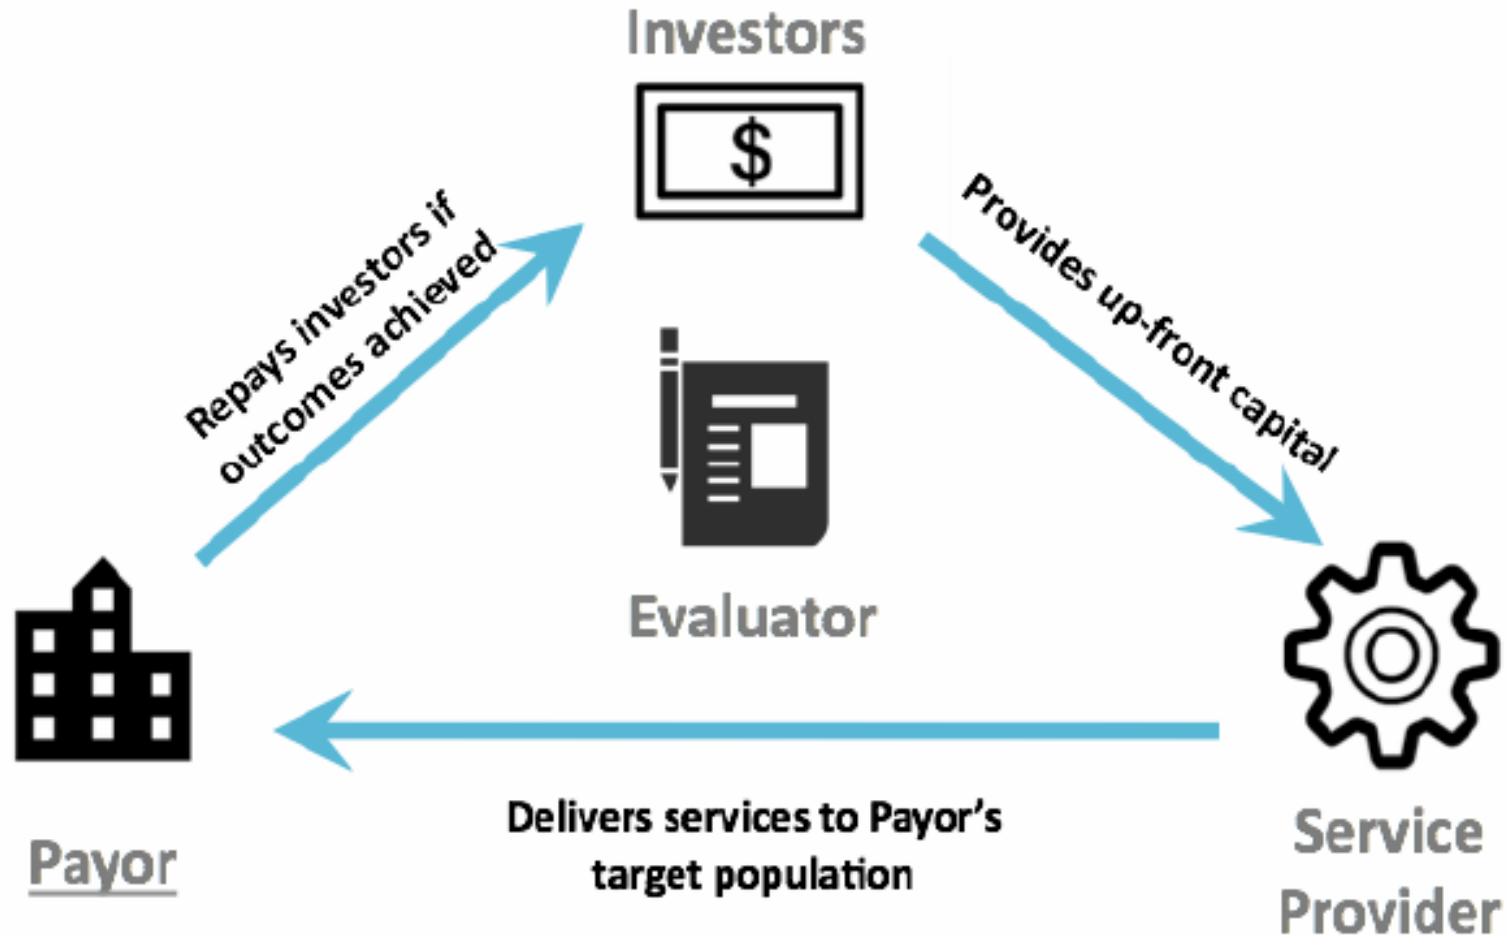 Investors
$
Repays investors if
outcomes achieved
Provides up-front capital
Evaluator
Delivers services to Payor's
target population
Payor
Service
Provider